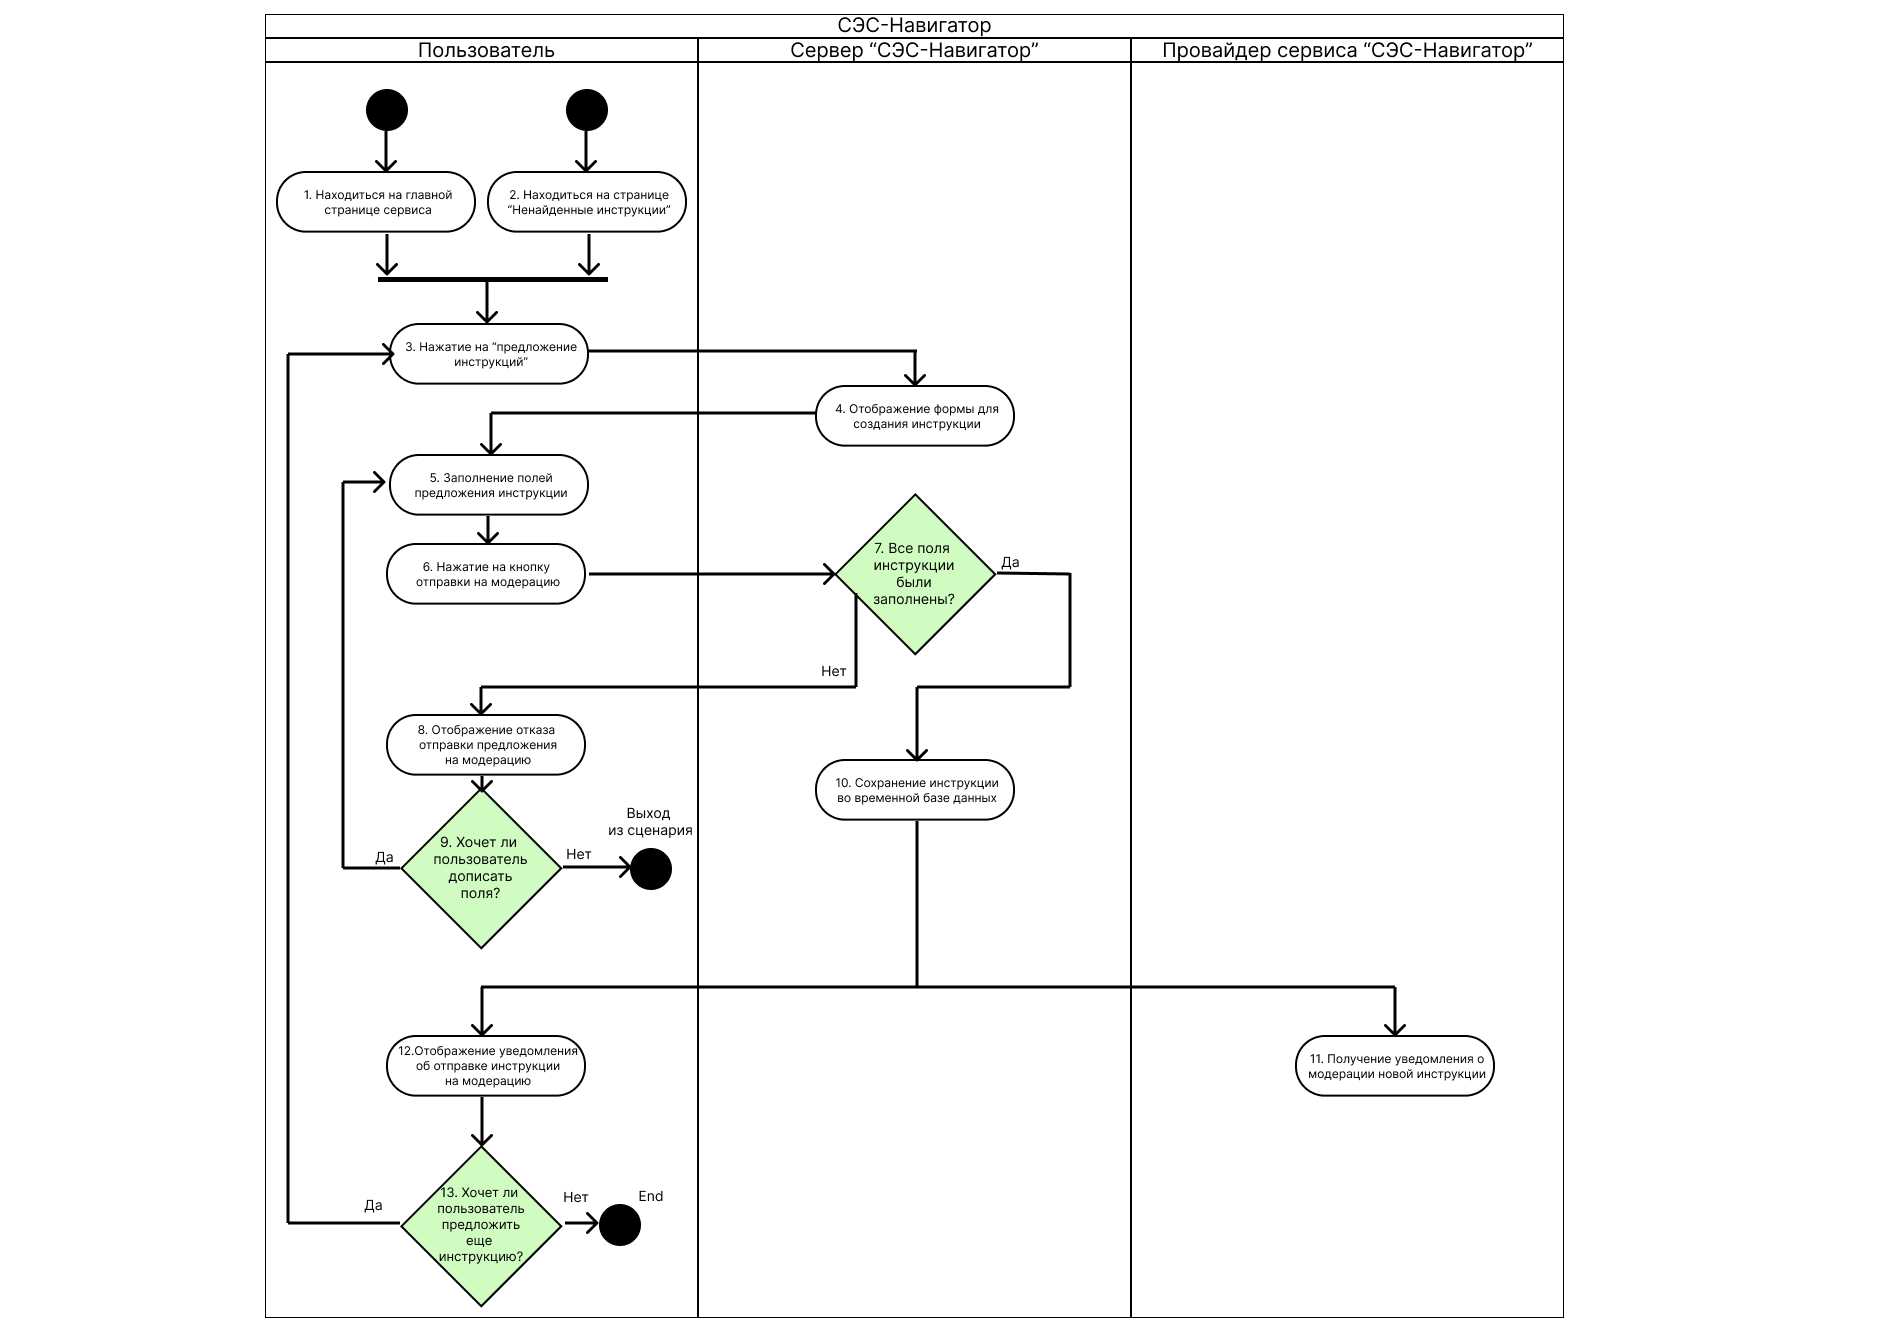 СЭС-Навигатор
Пользователь
Сервер “СЭС-Навигатор”
Провайдер сервиса “СЭС-Навигатор”
1. Находиться на главной
странице сервиса
2. Находиться на странице
“Ненайденные инструкции”
3. Нажатие на “предложение
инструкций”
4. Отображение формы для
создания инструкции
5. Заполнение полей
предложения инструкции
6. Нажатие на кнопку
отправки на модерацию
7. Все поля
инструкции
были
заполнены?
Да
Нет
8. Отображение отказа
отправки предложения
на модерацию
9. Хочет ли
пользователь
дописать
поля?
Да
Нет
Выход
из сценария
10. Сохранение инструкции
во временной базе данных
12.Отображение уведомления
об отправке инструкции
на модерацию
11. Получение уведомления о
модерации новой инструкции
13. Хочет ли
пользователь
предложить
еще
инструкцию?
Да
Нет
End